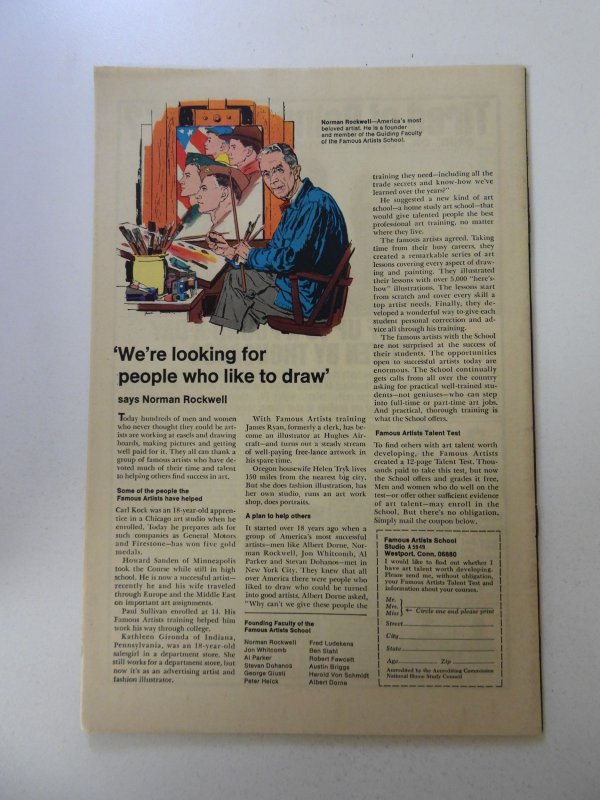 Norman Rockwell—America's most
beloved artist. He is a founder
and member of the Guiding Faculty
of the Famous Artists School.
'We're looking for
people who like to draw'
says Norman Rockwell
Today hundreds of men and women
who never thought they could be art-
ists are working at easels and drawing
boards, making pictures and getting
well paid for it. They all can thank a
group of famous artists who have de-
voted much of their time and talent
to helping others find success in art.
Some of the people the
Famous Artists have helped
Carl Kock was an 18-year-old appren-
tice in a Chicago art studio when he
enrolled. Today he prepares ads for
such companies as General Motors
and Firestone—has won five gold
medals.
Howard Sanden of Minneapolis
took the Course while still in high
school. He is now a successful artist—
recently he and his wife traveled
through Europe and the Middle East
on important art assignments.
Paul Sullivan enrolled at 14. His
Famous Artists training helped him
work his way through college.
Kathleen Gironda of Indiana,
Pennsylvania, was an 18-year-old
salesgirl in a department store. She
still works for a department store, but
now it's as an advertising artist and
fashion illustrator.
With Famous Artists training
James Ryan, formerly a clerk, has be-
come an illustrator at Hughes Air-
craft—and turns out a steady stream
of well-paying free-lance artwork in
his spare time.
Oregon housewife Helen Tryk lives
150 miles from the nearest big city.
But she does fashion illustration, has
her own studio, runs an art work
shop, does portraits.
A plan to help others
It started over 18 years ago when a
group of America's most successful
artists—men like Albert Dorne, Nor-
man Rockwell, Jon Whitcomb, Al
Parker and Stevan Dohanos—met in
New York City. They knew that all
over America there were people who
liked to draw who could be turned
into good artists. Albert Dorne asked,
"Why can't we give these people the
Founding Faculty of the
Famous Artists School
Norman Rockwell
Jon Whitcomb
Al Parker
Stevan Dohanos
George Giusti
Peter Helck
Fred Ludekens
Ben Stahl
Robert Fawcett
Austin Briggs
Harold Von Schmidt
Albert Dorne
training they need—including all the
trade secrets and know-how we've
learned over the years?"
He suggested a new kind of art
school—a home study art school—that
would give talented people the best
professional art training, no matter
where they live.
The famous artists agreed. Taking
time from their busy careers, they
created a remarkable series of art
lessons covering every aspect of draw-
ing and painting. They illustrated
their lessons with over 5,000 "here's-
how" illustrations. The lessons start
from scratch and cover every skill a
top artist needs. Finally, they de-
veloped a wonderful way to give each
student personal correction and ad-
vice all through his training.
The famous artists with the School
are not surprised at the success of
their students. The opportunities
open to successful artists today are
enormous. The School continually
gets calls from all over the country
asking for practical well-trained stu-
dents—not geniuses—who can step
into full-time or part-time art jobs.
And practical, thorough training is
what the School offers.
Famous Artists Talent Test
To find others with art talent worth
developing, the Famous Artists
created a 12-page Talent Test. Thou-
sands paid to take this test, but now
the School offers and grades it free.
Men and women who do well on the
test—or offer other sufficient evidence
of art talent—may enroll in the
School. But there's no obligation.
Simply mail the coupon below.
Famous Artists School
Studio A 5949
Westport, Conn. 06880
I would like to find out whether I
have art talent worth developing.
Please send me, without obligation,
your Famous Artists Talent Test and
information about your courses.
Mr.
Mrs.
Miss ← Circle one and please print
Street
City
State
Age Zip
Accredited by the Accrediting Commission
National Home Study Council